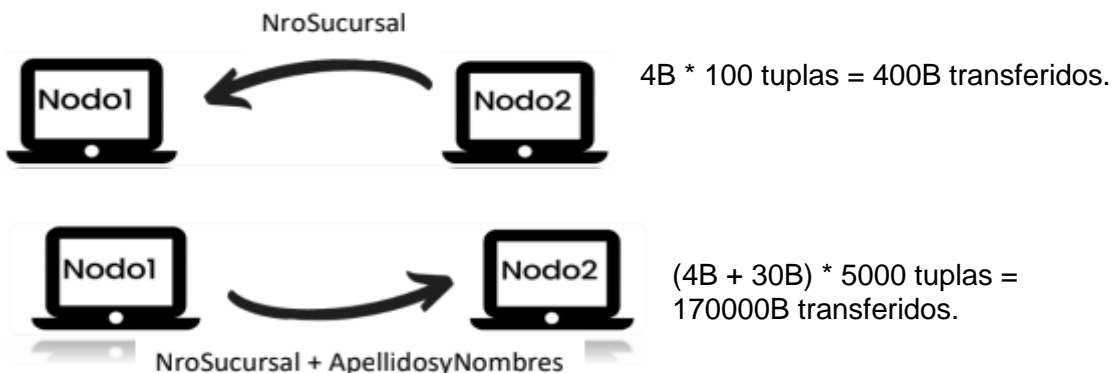 NroSucursal
Nodo1
Nodo2
4B * 100 tuplas = 400B transferidos.
Nodo1
Nodo2
(4B + 30B) * 5000 tuplas =
170000B transferidos.
NroSucursal + ApellidosyNombres